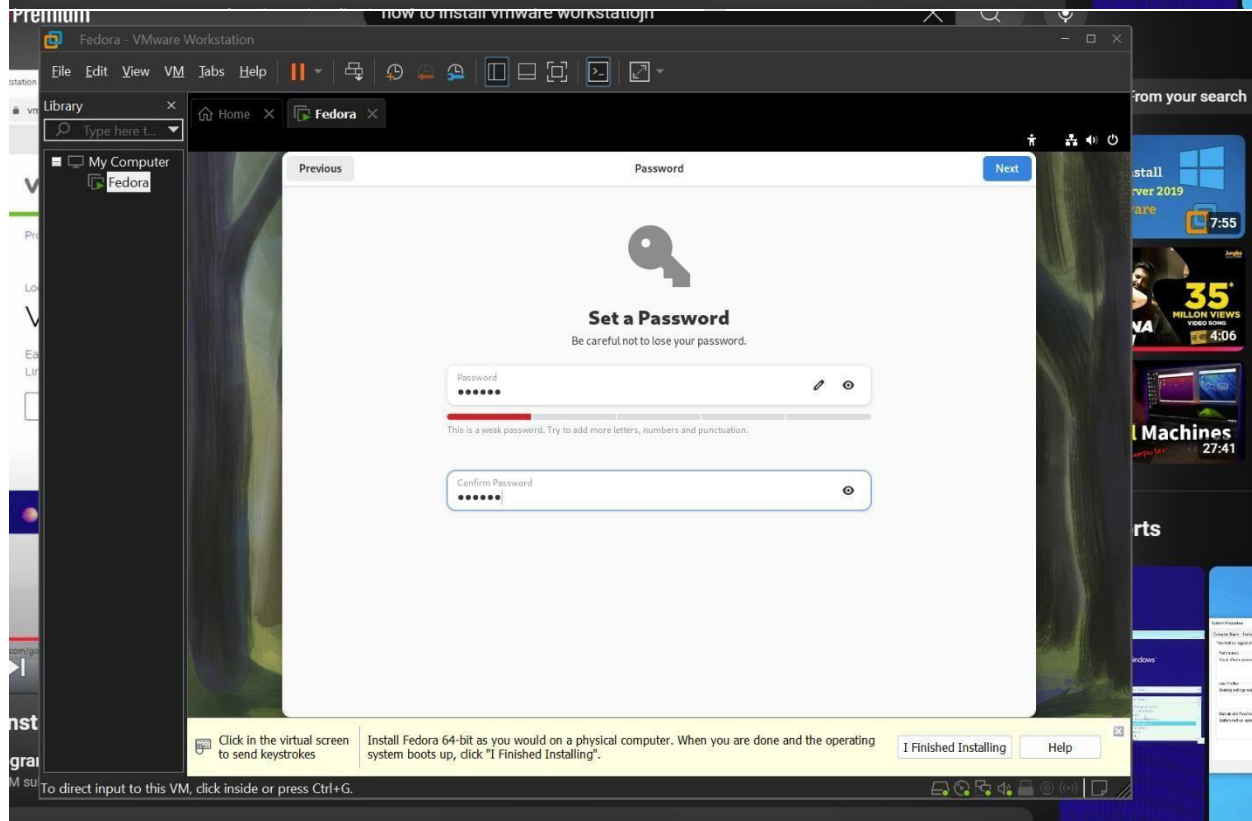 Premium
how to install vmware workstatiojn
Fedora - VMware Workstation
File Edit View VM Tabs Help
Library
Type here t...
My Computer
Fedora
Home
Fedora
Previous
Password
Next
Set a Password
Be careful not to lose your password.
Password
••••••
This is a weak password. Try to add more letters, numbers and punctuation.
Confirm Password
••••••
Click in the virtual screen
to send keystrokes
Install Fedora 64-bit as you would on a physical computer. When you are done and the operating
system boots up, click "I Finished Installing".
I Finished Installing
Help
To direct input to this VM, click inside or press Ctrl+G.
From your search
stall
rver 2019
are
7:55
35+
MILLON VIEWS
VIDEO SONG
4:06
Machines
27:41
rts